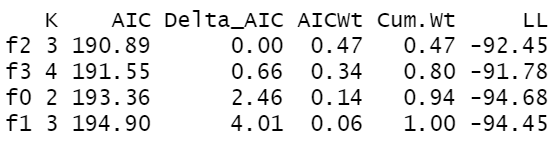 K AIC Delta_AIC AICWt Cum.Wt LL
f2 3 190.89 0.00 0.47 0.47 -92.45
f3 4 191.55 0.66 0.34 0.80 -91.78
f0 2 193.36 2.46 0.14 0.94 -94.68
f1 3 194.90 4.01 0.06 1.00 -94.45